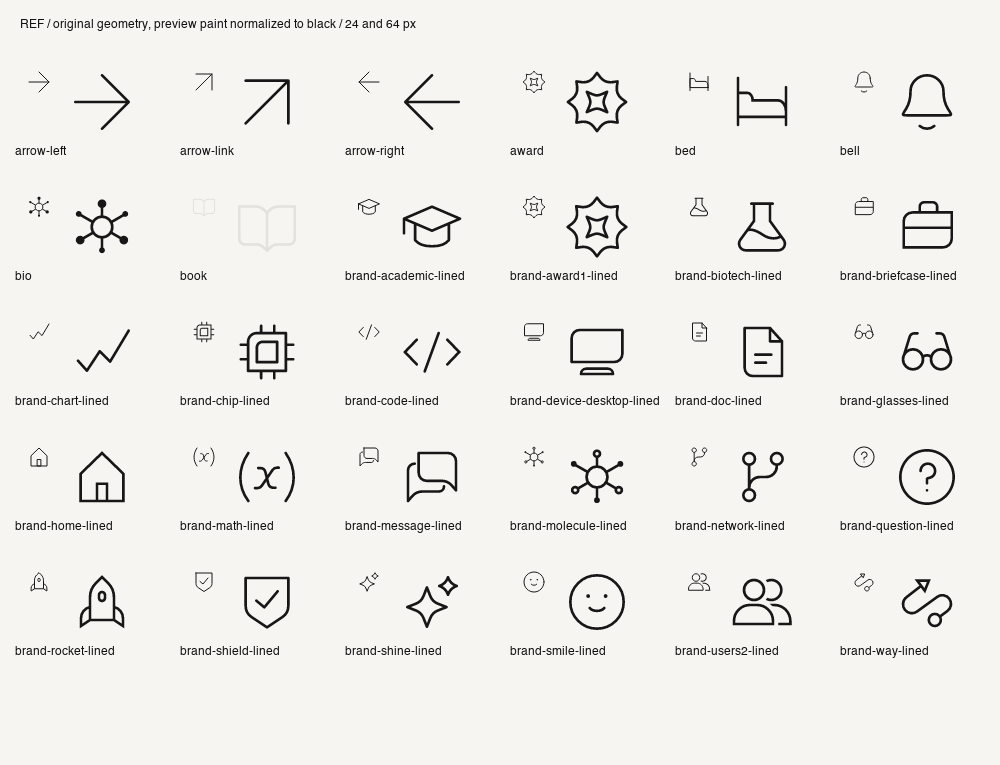 REF / original geometry, preview paint normalized to black / 24 and 64 px
arrow-left arrow-link arrow-right award bed bell
bio book brand-academic-lined brand-award1-lined brand-biotech-lined brand-briefcase-lined
brand-chart-lined brand-chip-lined brand-code-lined brand-device-desktop-lined brand-doc-lined brand-glasses-lined
brand-home-lined brand-math-lined brand-message-lined brand-molecule-lined brand-network-lined brand-question-lined
brand-rocket-lined brand-shield-lined brand-shine-lined brand-smile-lined brand-users2-lined brand-way-lined